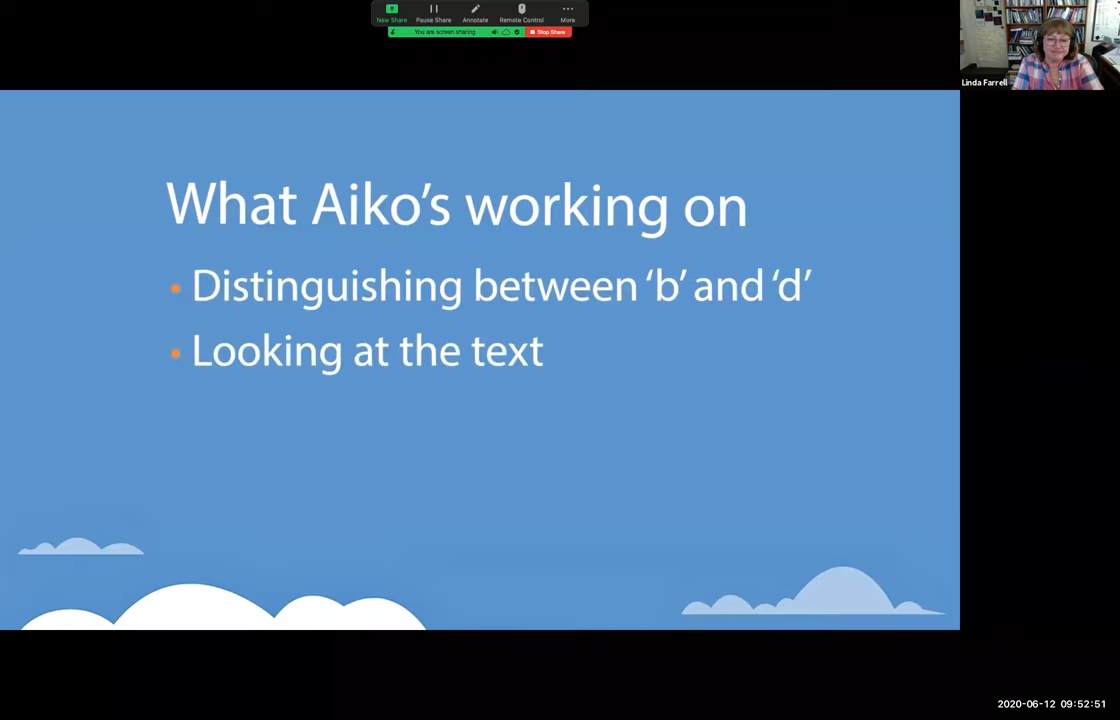 New Share
Pause Share
Annotate
Remote Control
More
You are screen sharing
Stop Share
Linda Farrell
What Aiko’s working on
• Distinguishing between ‘b’ and ‘d’
• Looking at the text
2020-06-12 09:52:51